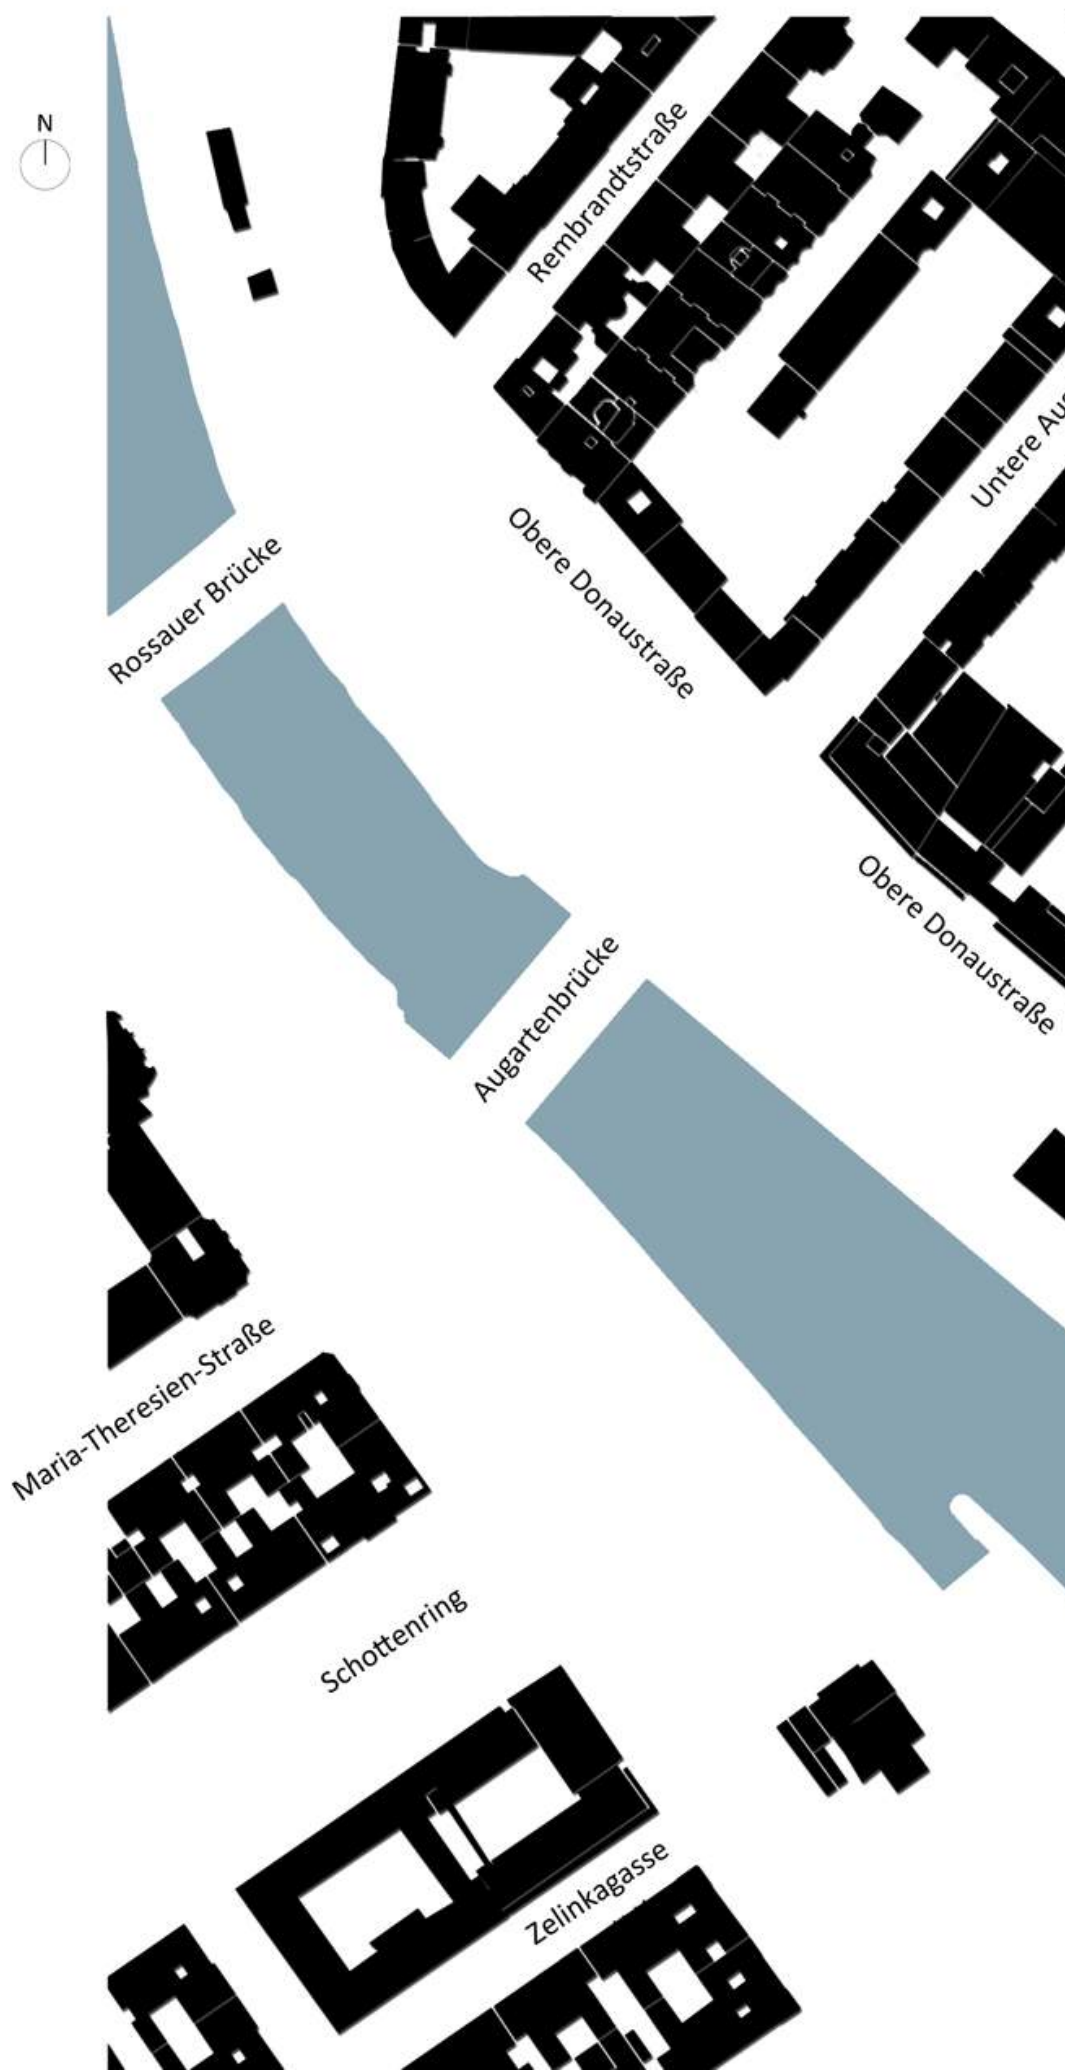 N
Rembrandtstraße
Untere Au
Obere Donaustraße
Rossauer Brücke
Obere Donaustraße
Augartenbrücke
Maria-Theresien-Straße
Schottenring
Zelinkagasse